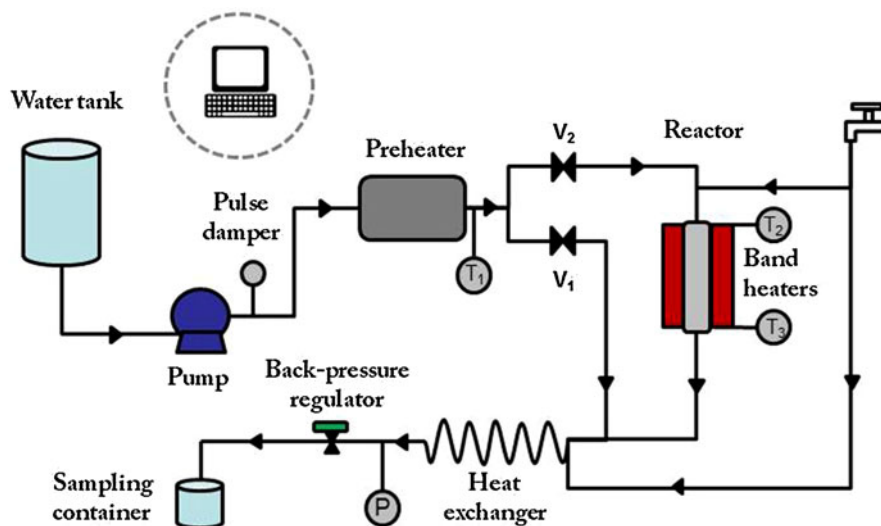 Water tank
Preheater
V2
Reactor
Pulse
damper
T1
V1
T2
Band
heaters
T3
Pump
Back-pressure
regulator
Sampling
container
P
Heat
exchanger